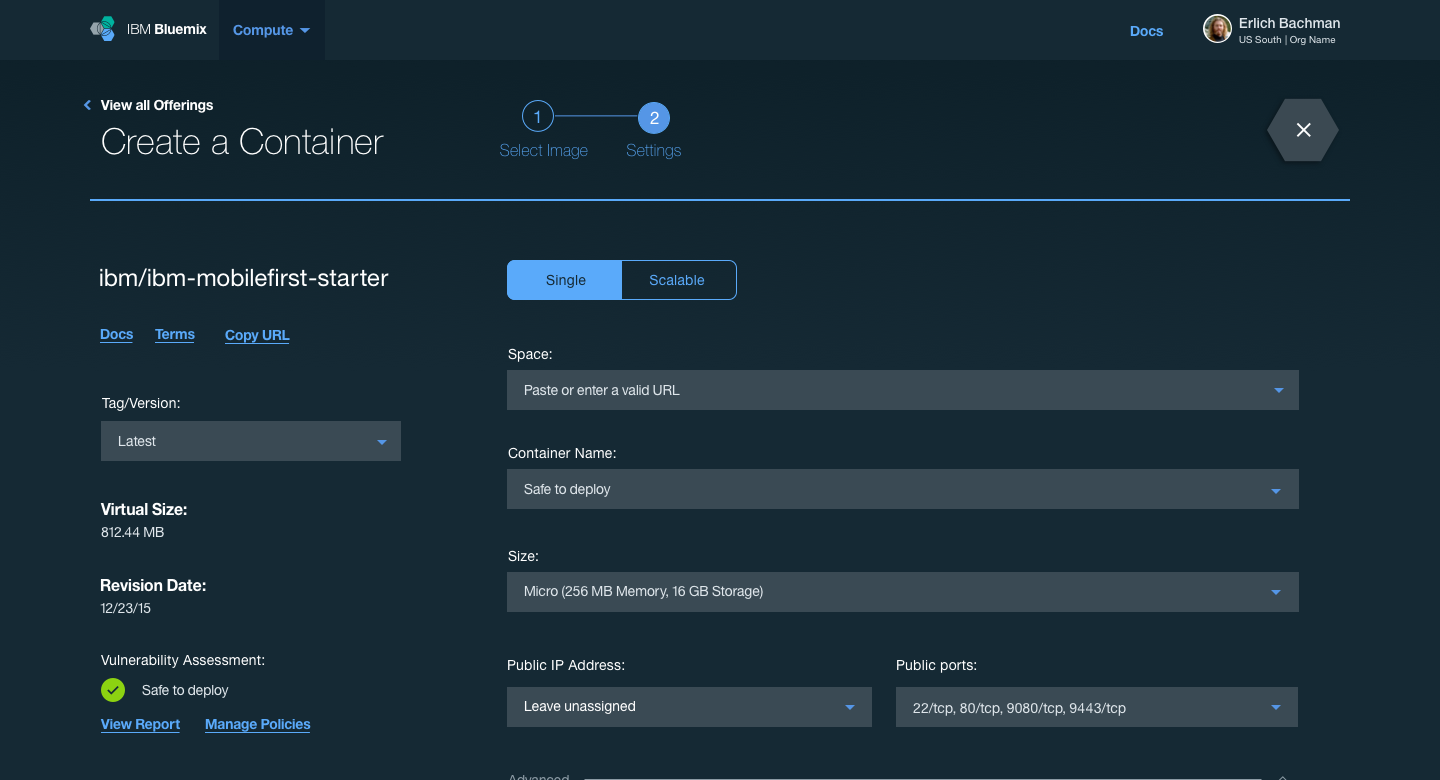 IBM Bluemix
Compute
Docs
Erlich Bachman
US South | Org Name
View all Offerings
Create a Container
1
Select Image
2
Settings
ibm/ibm-mobilefirst-starter
Docs Terms Copy URL
Tag/Version:
Latest
Virtual Size:
812.44 MB
Revision Date:
12/23/15
Vulnerability Assessment:
Safe to deploy
View Report Manage Policies
Single Scalable
Space:
Paste or enter a valid URL
Container Name:
Safe to deploy
Size:
Micro (256 MB Memory, 16 GB Storage)
Public IP Address:
Leave unassigned
Public ports:
22/tcp, 80/tcp, 9080/tcp, 9443/tcp
Advanced